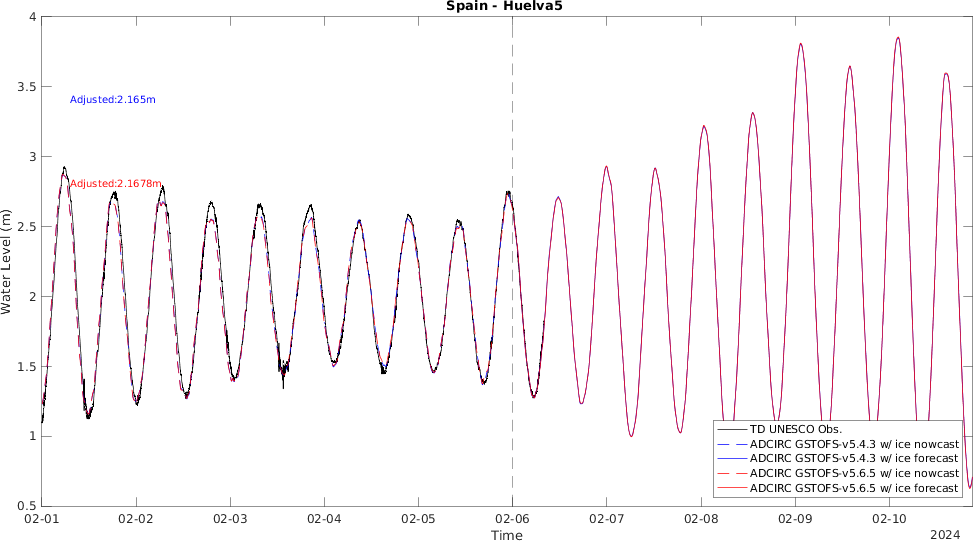 Spain - Huelva5
4
3.5
3
2.5
2
1.5
1
0.5
Water Level (m)
Adjusted:2.165m
Adjusted:2.1678m
TD UNESCO Obs.
ADCIRC GSTOFS-v5.4.3 w/ ice nowcast
ADCIRC GSTOFS-v5.4.3 w/ ice forecast
ADCIRC GSTOFS-v5.6.5 w/ ice nowcast
ADCIRC GSTOFS-v5.6.5 w/ ice forecast
02-01 02-02 02-03 02-04 02-05 02-06 02-07 02-08 02-09 02-10
Time
2024